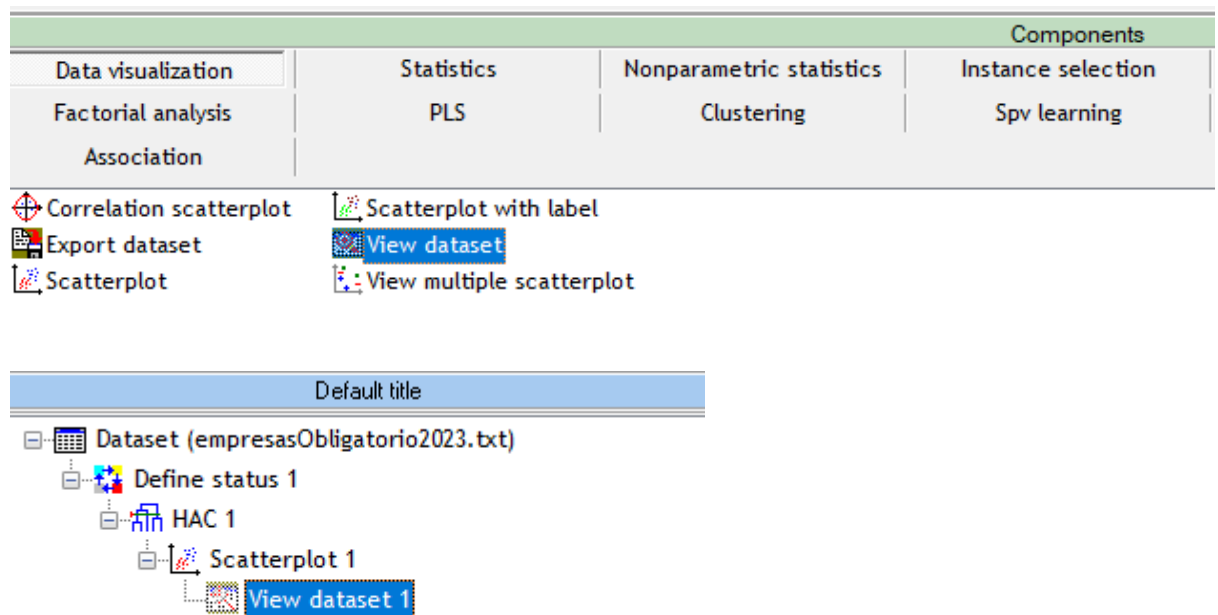 Components
Data visualization Statistics Nonparametric statistics Instance selection
Factorial analysis PLS Clustering Spv learning
Association
Correlation scatterplot Scatterplot with label
Export dataset View dataset
Scatterplot View multiple scatterplot
Default title
Dataset (empresasObligatorio2023.txt)
Define status 1
HAC 1
Scatterplot 1
View dataset 1